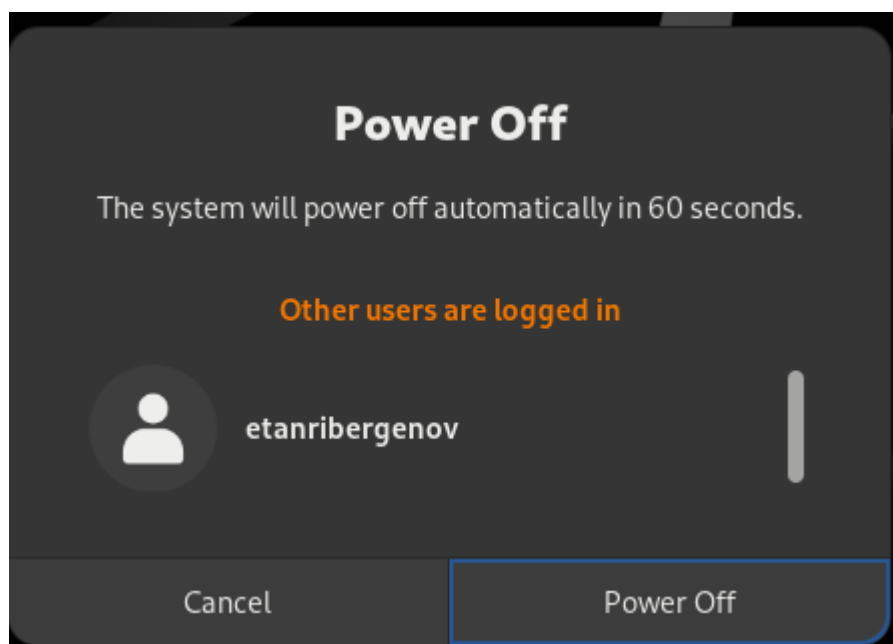 Power Off
The system will power off automatically in 60 seconds.
Other users are logged in
etanribergenov
Cancel
Power Off